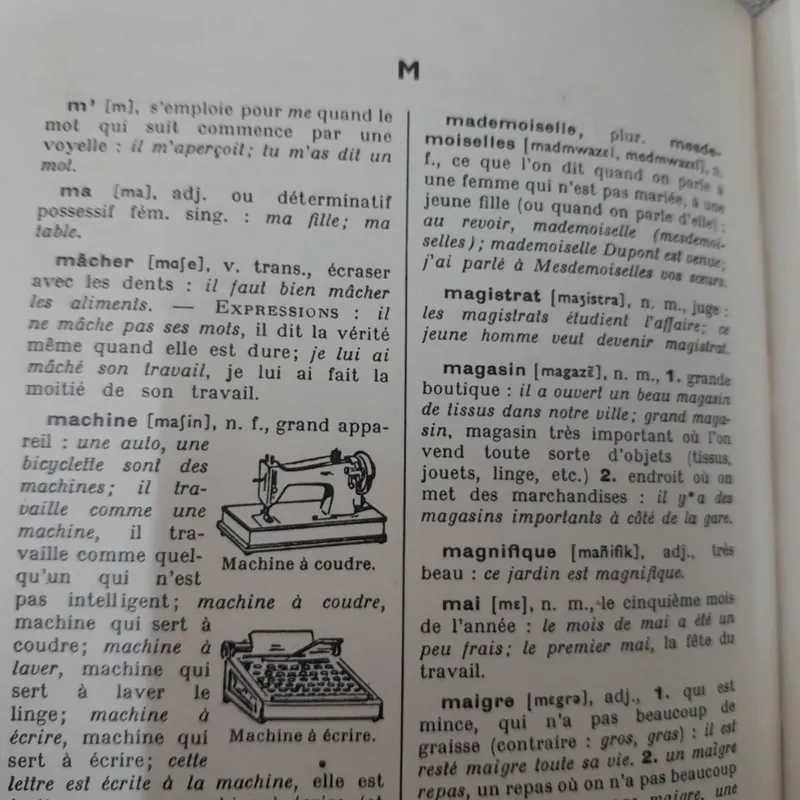 M
m' [m], s'emploie pour me quand le
mot qui suit commence par une
voyelle : il m'aperçoit; tu m'as dit un
mot.
ma [ma], adj. ou déterminatif
possessif fém. sing. : ma fille; ma
table.
mâcher [maʃe], v. trans., écraser
avec les dents : il faut bien mâcher
les aliments. — EXPRESSIONS : il
ne mâche pas ses mots, il dit la vérité
même quand elle est dure; je lui ai
mâché son travail, je lui ai fait la
moitié de son travail.
machine [maʃin], n. f., grand appa-
reil : une auto, une
bicyclette sont des
machines; il tra-
vaille comme une
machine, il tra-
vaille comme quel-
qu'un qui n'est
pas intelligent; machine à coudre,
machine qui sert à
coudre; machine à
laver, machine qui
sert à laver le
linge; machine à
écrire, machine qui
sert à écrire; cette
lettre est écrite à la machine, elle est
Machine à coudre.
Machine à écrire.
mademoiselle, plur. mesde-
moiselles [madmwazɛl, medmwazɛl], n.
f., ce que l'on dit quand on parle à
une femme qui n'est pas mariée, à une
jeune fille (ou quand on parle d'elle) :
au revoir, mademoiselle (mesdemoi-
selles); mademoiselle Dupont est venue;
j'ai parlé à Mesdemoiselles vos sœurs.
magistrat [maʒistra], n. m., juge :
les magistrats étudient l'affaire; ce
jeune homme veut devenir magistrat.
magasin [magazɛ̃], n. m., 1. grande
boutique : il a ouvert un beau magasin
de tissus dans notre ville; grand maga-
sin, magasin très important où l'on
vend toute sorte d'objets (tissus,
jouets, linge, etc.) 2. endroit où on
met des marchandises : il y a des
magasins importants à côté de la gare.
magnifique [mañifik], adj., très
beau : ce jardin est magnifique.
mai [mɛ], n. m., le cinquième mois
de l'année : le mois de mai a été un
peu frais; le premier mai, la fête du
travail.
maigre [mɛgrə], adj., 1. qui est
mince, qui n'a pas beaucoup de
graisse (contraire : gros, gras) : il est
resté maigre toute sa vie. 2. un maigre
repas, un repas où on n'a pas beaucoup
maigre, une